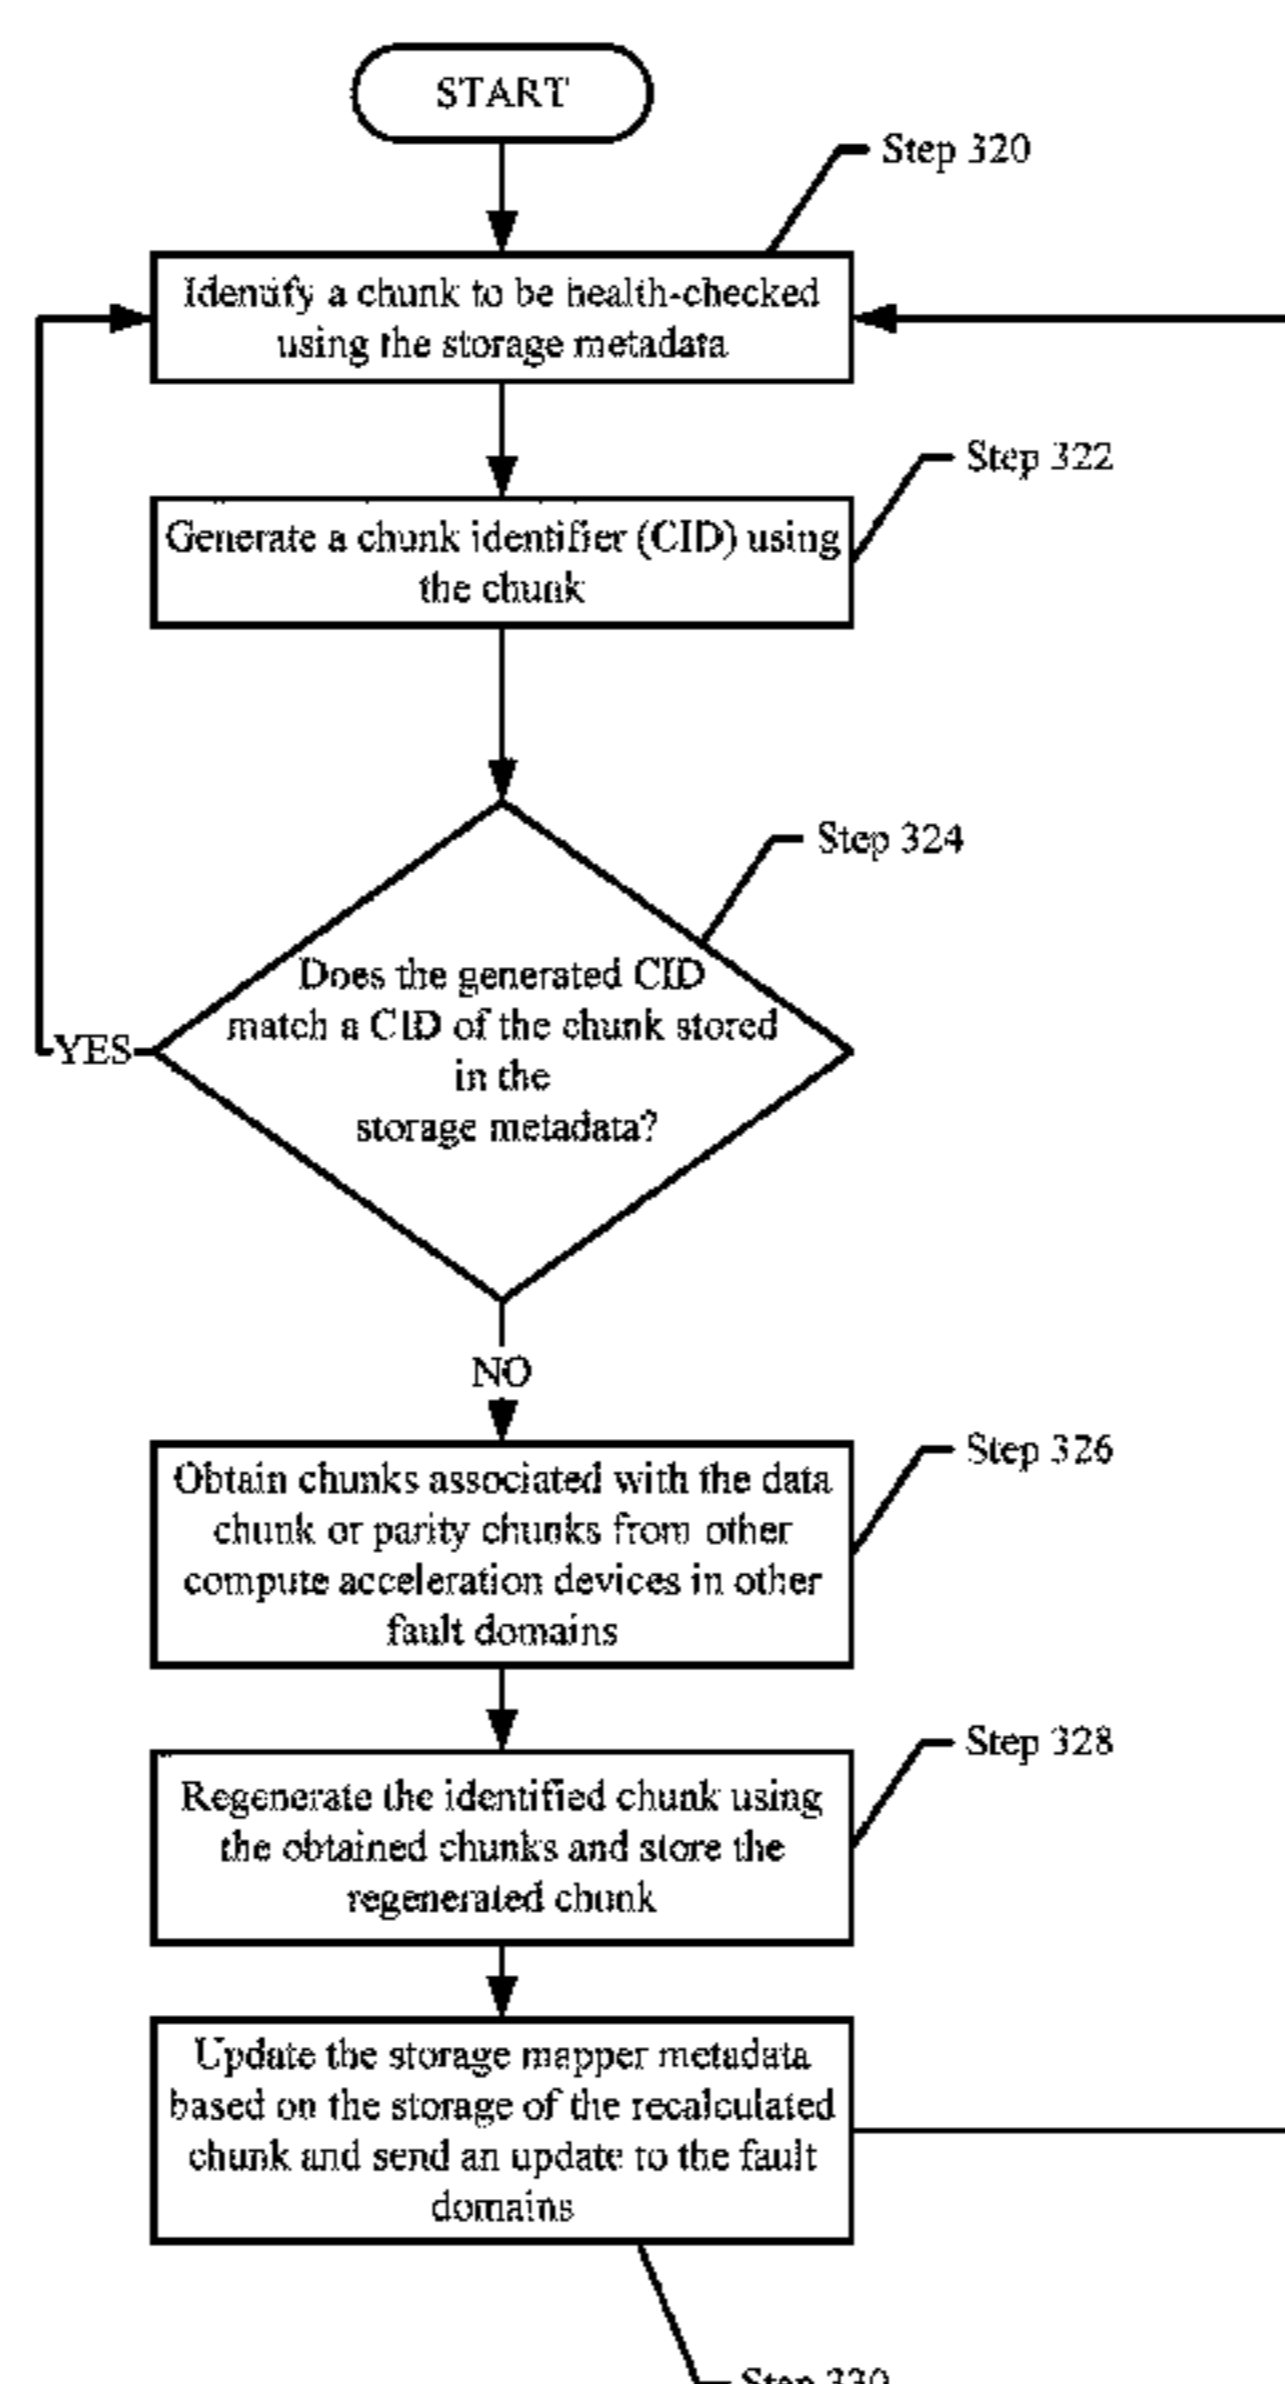 START
Step 320
Identify a chunk to be health-checked
using the storage metadata
Step 322
Generate a chunk identifier (CID) using
the chunk
Step 324
Does the generated CID
match a CID of the chunk stored
in the
storage metadata?
YES
NO
Step 326
Obtain chunks associated with the data
chunk or parity chunks from other
compute acceleration devices in other
fault domains
Step 328
Regenerate the identified chunk using
the obtained chunks and store the
regenerated chunk
Update the storage mapper metadata
based on the storage of the recalculated
chunk and send an update to the fault
domains
Step 330